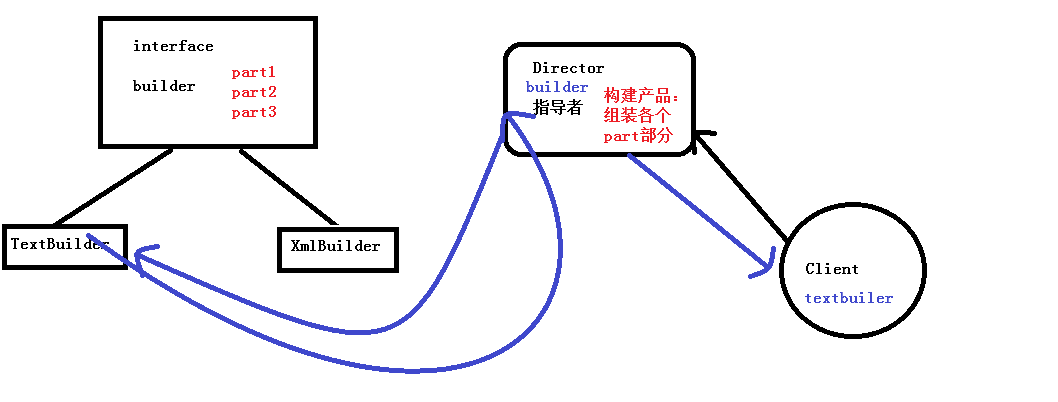 interface
builder
part1
part2
part3
TextBuilder
XmlBuilder
Director
builder
指导者
构建产品：
组装各个
part部分
Client
textbuiler